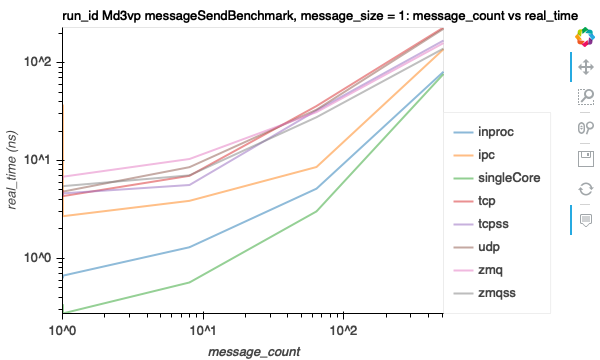 run_id Md3vp messageSendBenchmark, message_size = 1: message_count vs real_time
real_time (ns)
10^2
10^1
10^0
10^0
10^1
10^2
message_count
inproc
ipc
singleCore
tcp
tcpss
udp
zmq
zmqss